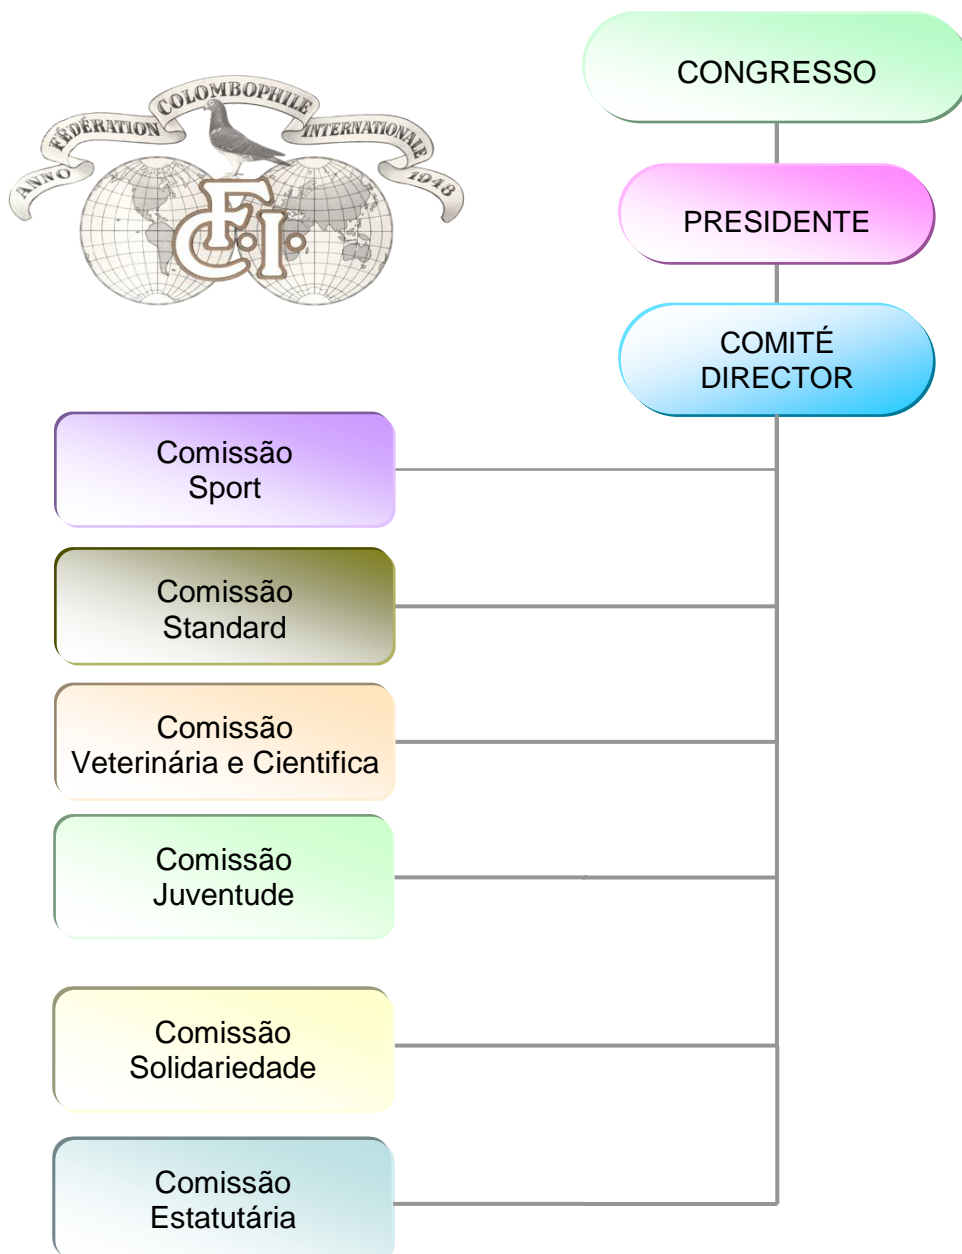 ANNO FÉDÉRATION COLOMBOPHILE INTERNATIONALE 1948
F.C.I.
CONGRESSO
PRESIDENTE
COMITÉ
DIRECTOR
Comissão
Sport
Comissão
Standard
Comissão
Veterinária e Cientifica
Comissão
Juventude
Comissão
Solidariedade
Comissão
Estatutária